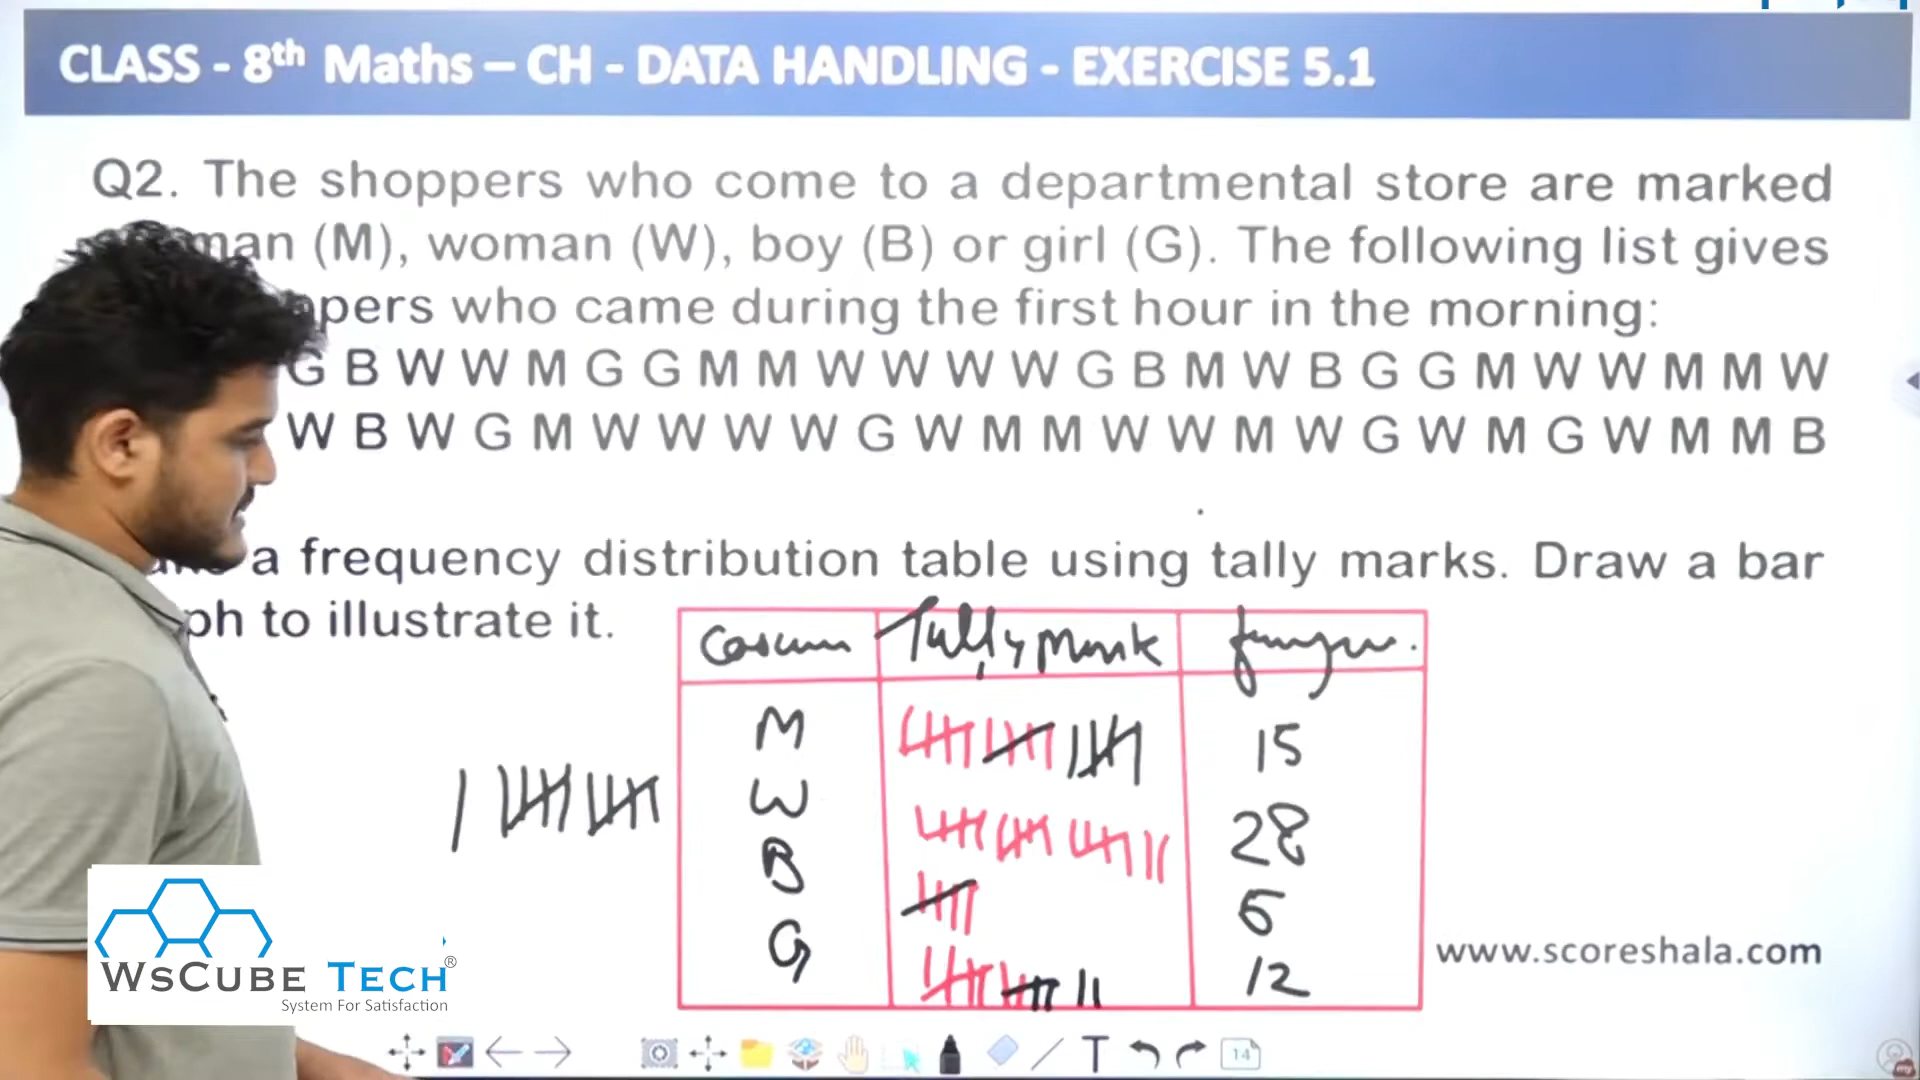 CLASS - 8th Maths – CH - DATA HANDLING - EXERCISE 5.1
Q2. The shoppers who come to a departmental store are marked
man (M), woman (W), boy (B) or girl (G). The following list gives
ppers who came during the first hour in the morning:
G B W W M G G M M W W W W G B M W B G G M W W M M W
W B W G M W W W W G W M M W W M W G W M G W M M B
a frequency distribution table using tally marks. Draw a bar
ph to illustrate it.
Tally Mark
M 15
W 28
B 5
G 12
www.scoreshala.com
WSCUBE TECH®
System For Satisfaction
T 14